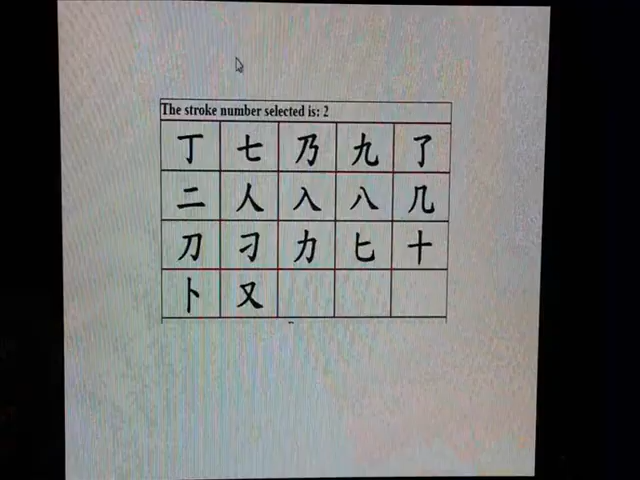 The stroke number selected is: 2
丁 七 乃 九 了
二 人 入 八 几
刀 刁 力 匕 十
卜 又